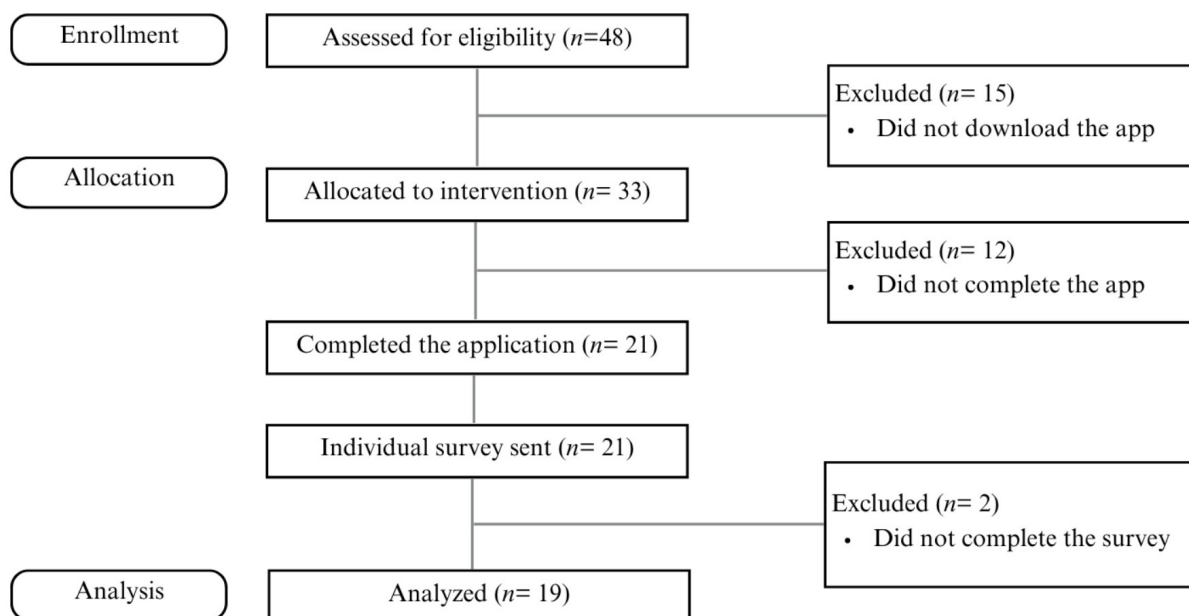 Enrollment
Assessed for eligibility (n=48)
Excluded (n= 15)
• Did not download the app
Allocation
Allocated to intervention (n= 33)
Excluded (n= 12)
• Did not complete the app
Completed the application (n= 21)
Individual survey sent (n= 21)
Excluded (n= 2)
• Did not complete the survey
Analysis
Analyzed (n= 19)